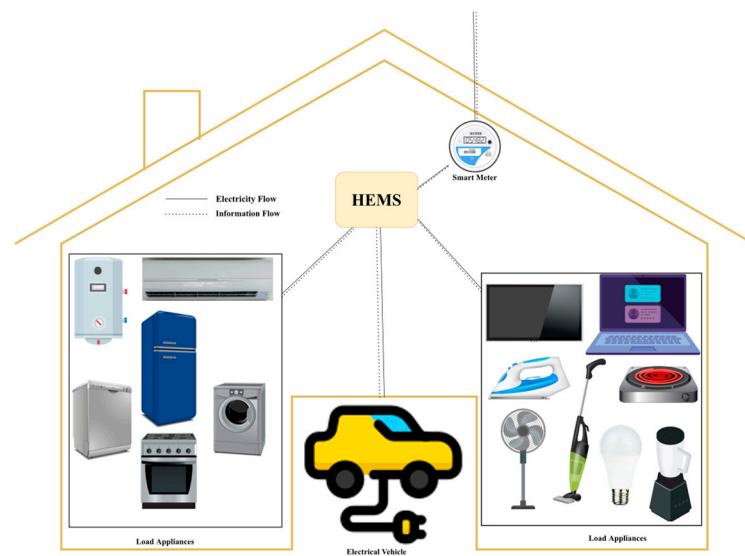 Smart Meter
HEMS
Electricity Flow
Information Flow
Load Appliances
Load Appliances
Electrical Vehicle